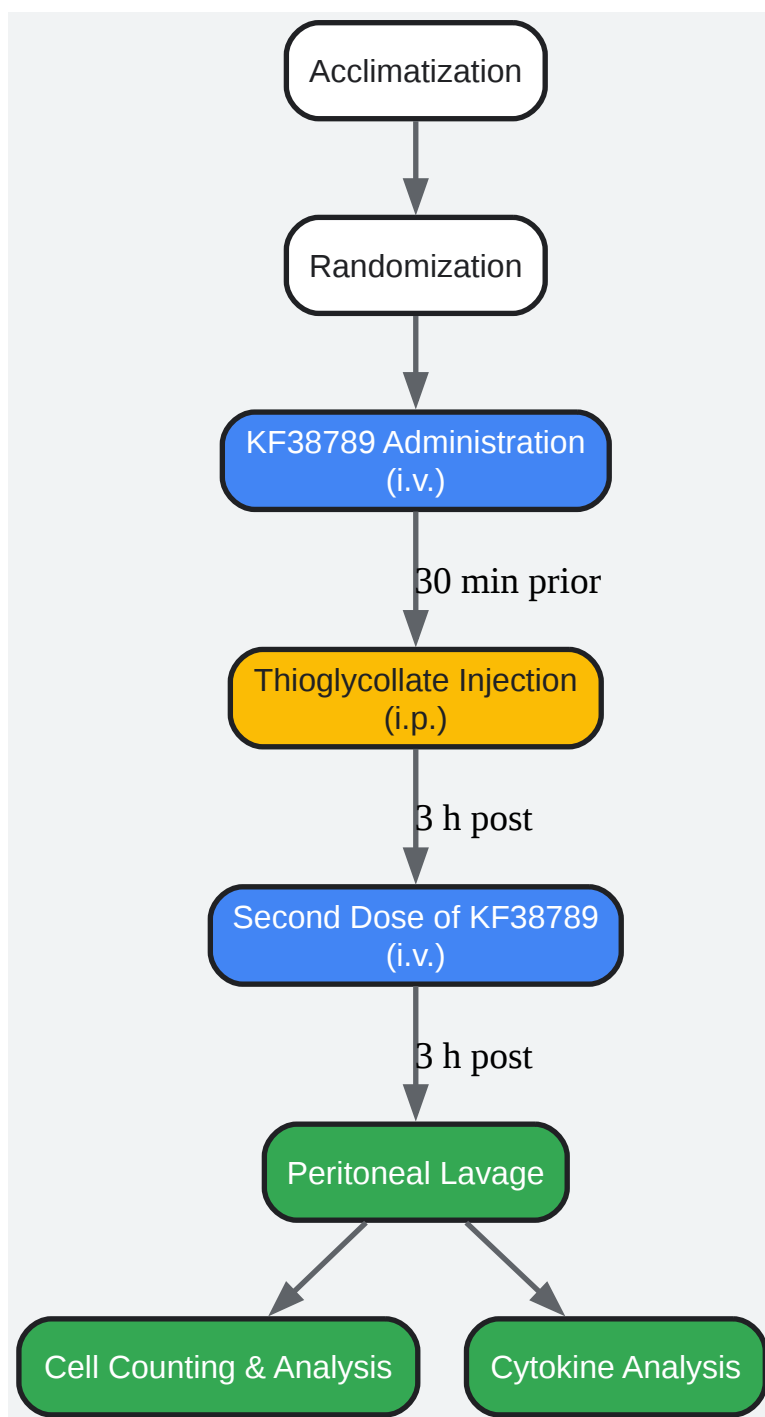 Acclimatization
Randomization
KF38789 Administration
(i.v.)
30 min prior
Thioglycollate Injection
(i.p.)
3 h post
Second Dose of KF38789
(i.v.)
3 h post
Peritoneal Lavage
Cell Counting & Analysis
Cytokine Analysis